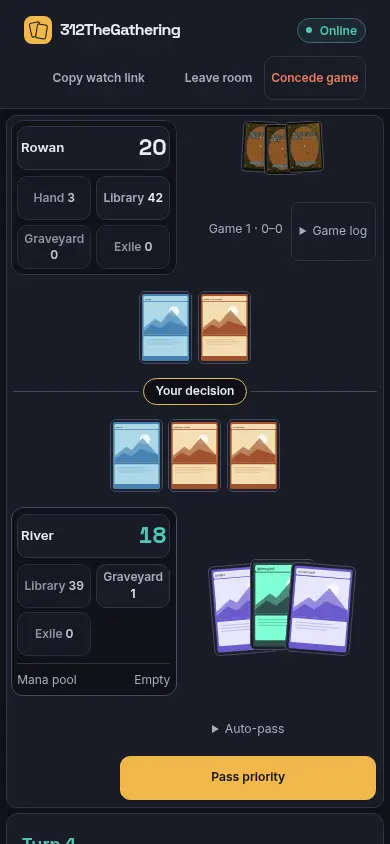 312TheGathering
Online
Copy watch link
Leave room
Concede game
Rowan 20
Hand 3
Library 42
Graveyard
0
Exile 0
Game 1 · 0–0
Game log
Your decision
River 18
Library 39
Graveyard
1
Exile 0
Mana pool Empty
Auto-pass
Pass priority
Turn 4